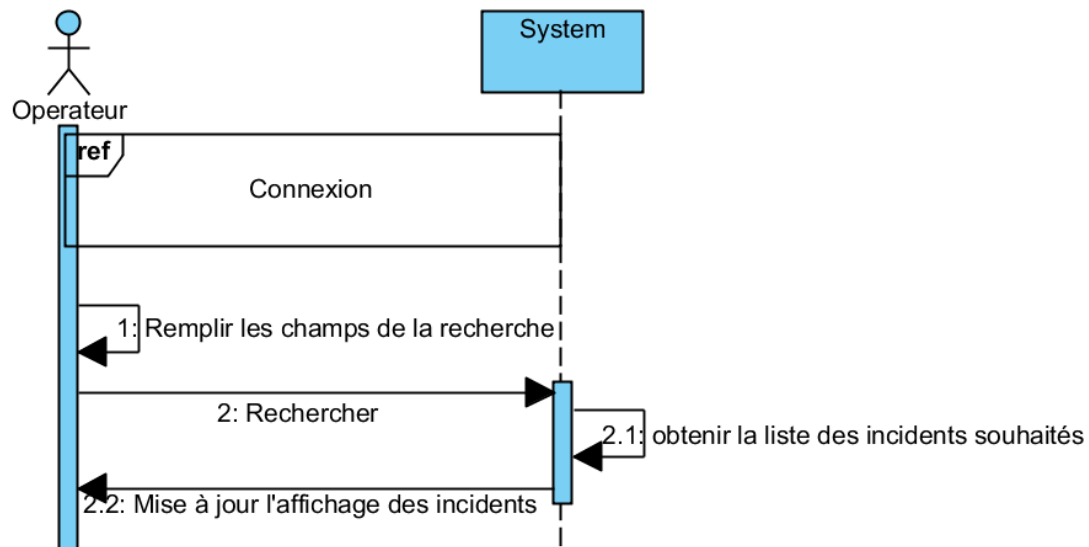 System
Operateur
ref
Connexion
1: Remplir les champs de la recherche
2: Rechercher
2.1: obtenir la liste des incidents souhaités
2.2: Mise à jour l'affichage des incidents